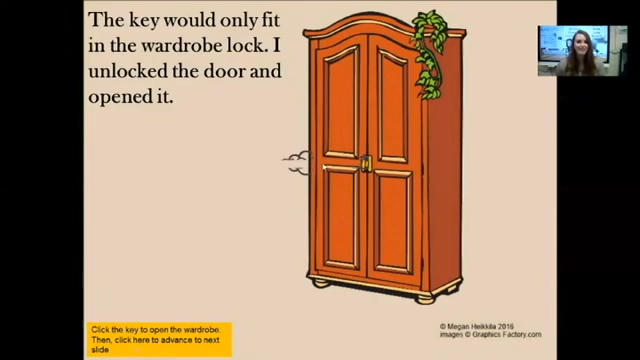 The key would only fit
in the wardrobe lock. I
unlocked the door and
opened it.
Click the key to open the wardrobe.
Then, click here to advance to next
slide
© Megan Heikkila 2016
images © Graphics Factory.com